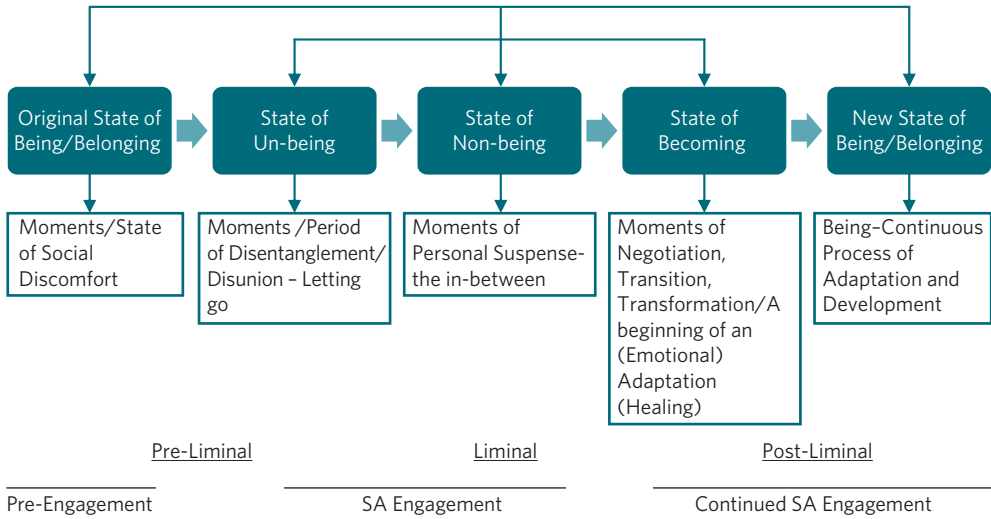 Original State of
Being/Belonging
State of
Un-being
State of
Non-being
State of
Becoming
New State of
Being/Belonging
Moments/State
of Social
Discomfort
Moments /Period
of Disentanglement/
Disunion – Letting
go
Moments of
Personal Suspense-
the in-between
Moments of
Negotiation,
Transition,
Transformation/A
beginning of an
(Emotional)
Adaptation
(Healing)
Being–Continuous
Process of
Adaptation and
Development
Pre-Liminal
Liminal
Post-Liminal
Pre-Engagement
SA Engagement
Continued SA Engagement